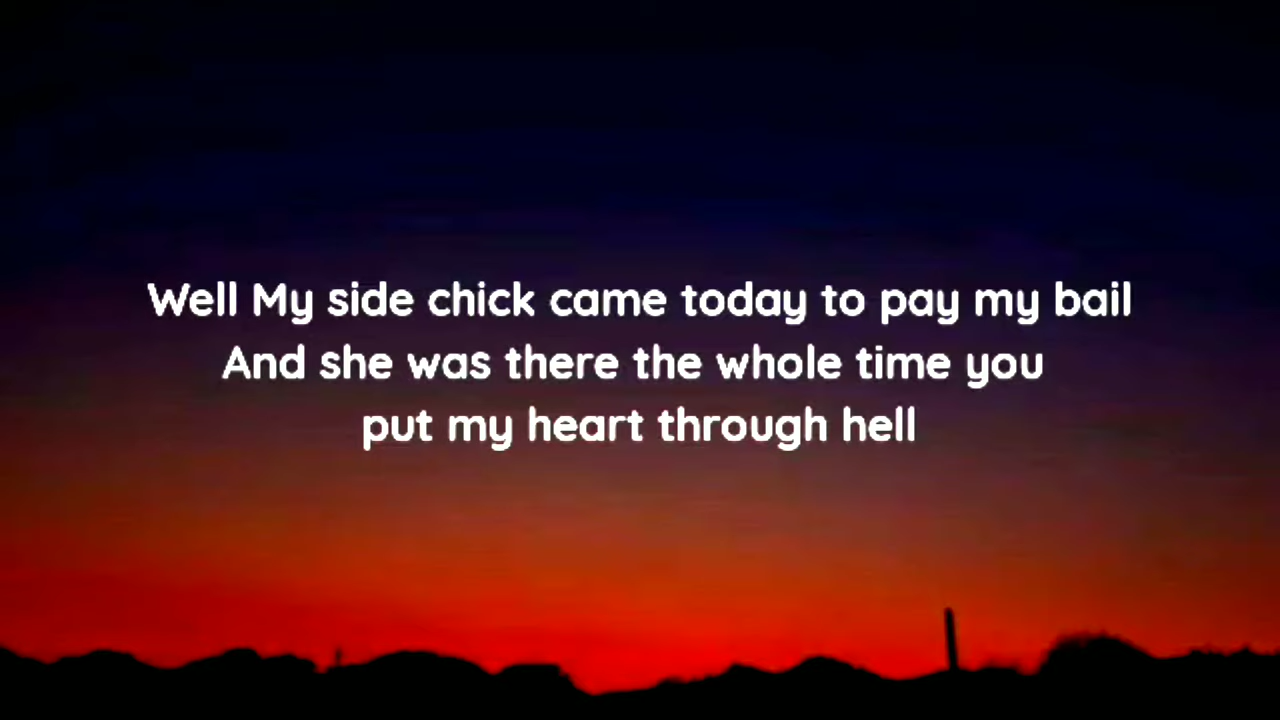 Well My side chick came today to pay my bail
And she was there the whole time you
put my heart through hell